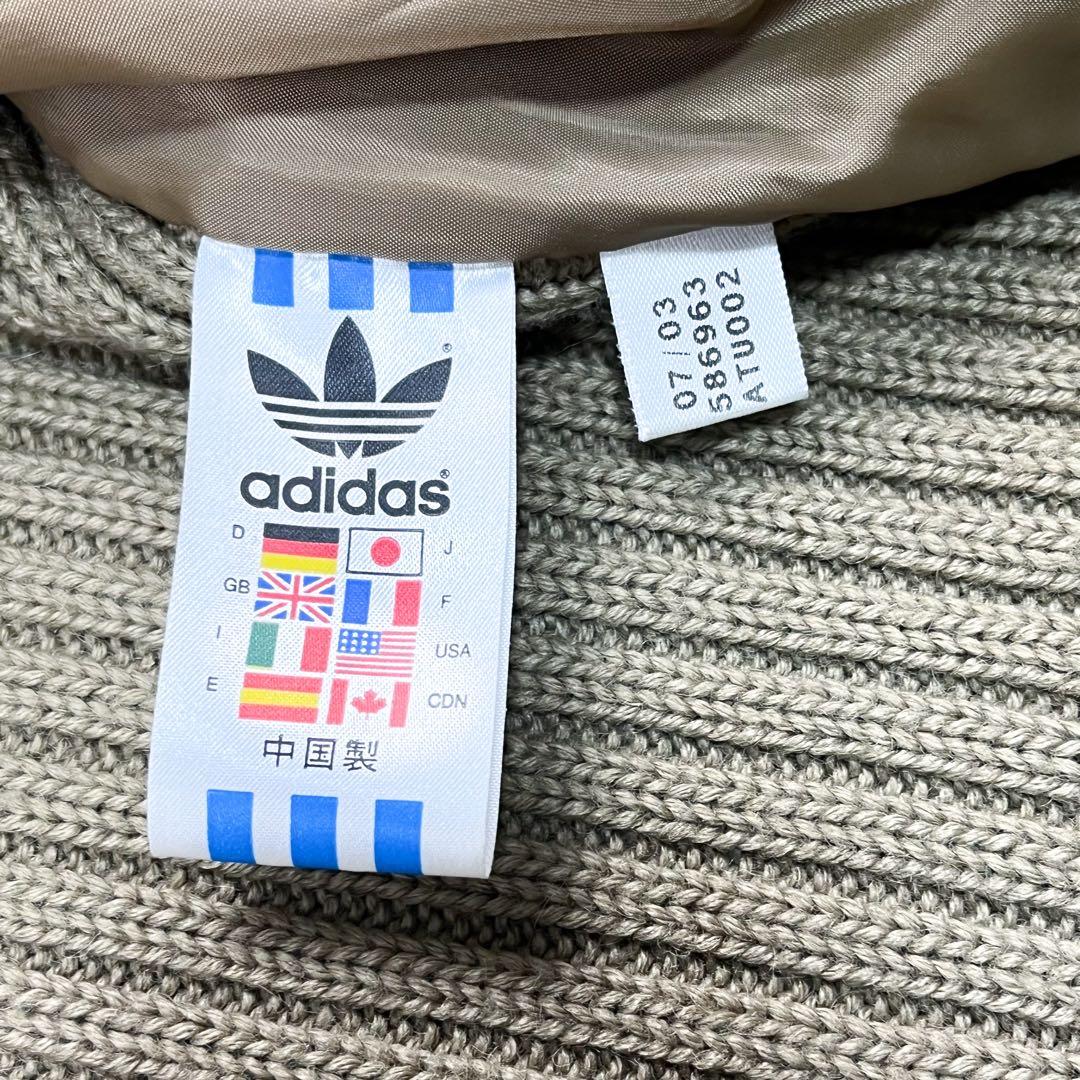 adidas®
D J
GB F
I USA
E CDN
中国製
07/03
586963
ATU002